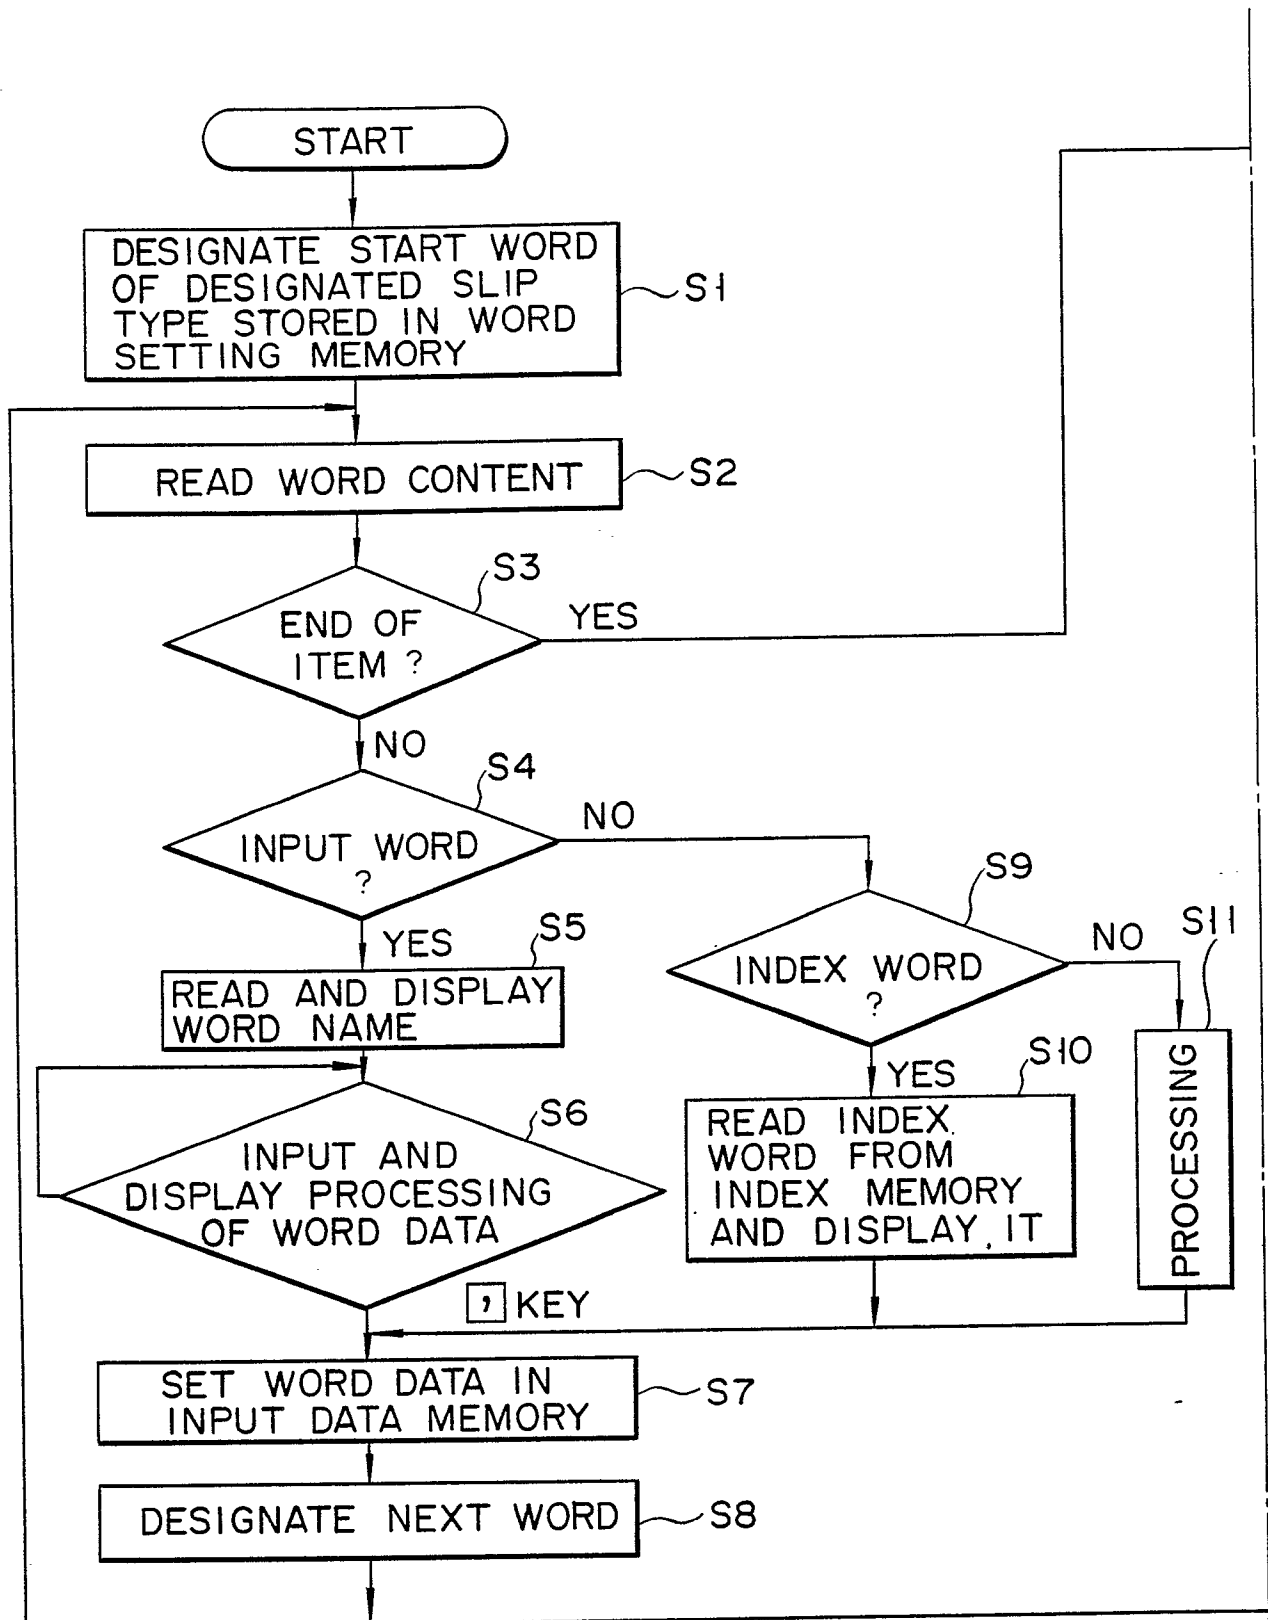 START
DESIGNATE START WORD
OF DESIGNATED SLIP
TYPE STORED IN WORD
SETTING MEMORY
S1
READ WORD CONTENT
S2
S3
END OF
ITEM ?
YES
NO
S4
INPUT WORD
?
NO
YES
S5
READ AND DISPLAY
WORD NAME
S6
INPUT AND
DISPLAY PROCESSING
OF WORD DATA
S9
INDEX WORD
?
NO
S11
PROCESSING
YES
S10
READ INDEX
WORD FROM
INDEX MEMORY
AND DISPLAY IT
, KEY
SET WORD DATA IN
INPUT DATA MEMORY
S7
DESIGNATE NEXT WORD
S8